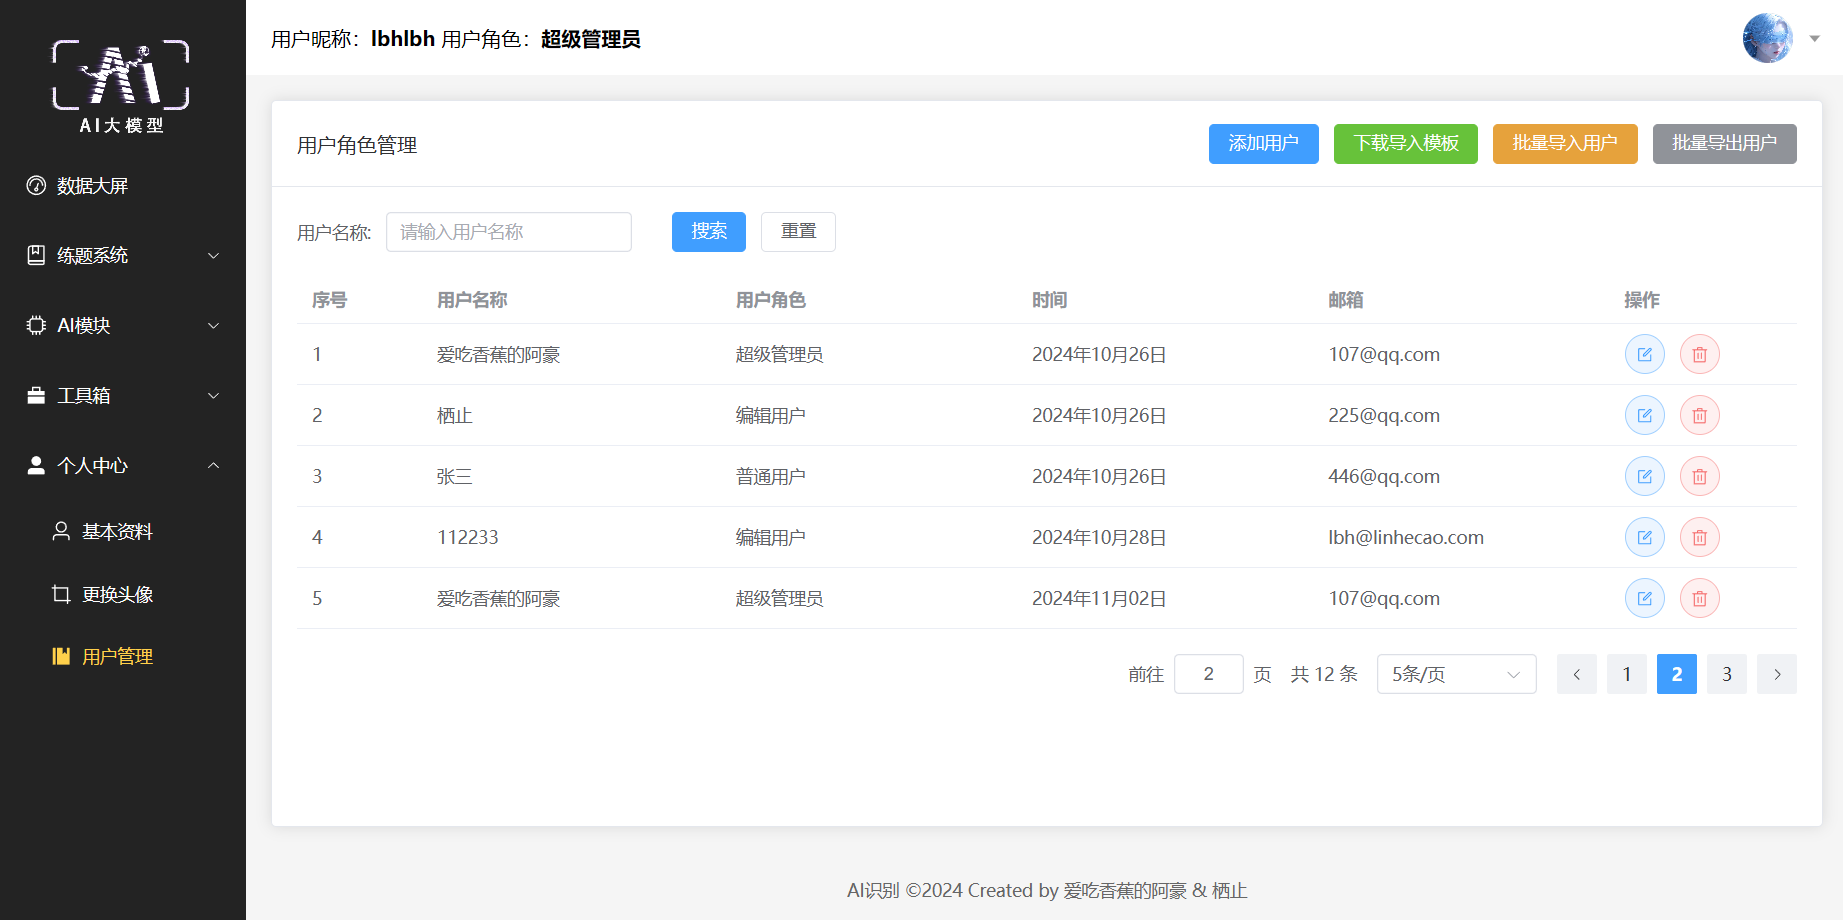 Ai
AI大模型
数据大屏
练题系统
AI模块
工具箱
个人中心
基本资料
更换头像
用户管理
用户昵称：lbhlbh 用户角色：超级管理员
用户角色管理
添加用户 下载导入模板 批量导入用户 批量导出用户
用户名称: 请输入用户名称 搜索 重置
序号 用户名称 用户角色 时间 邮箱 操作
1 爱吃香蕉的阿豪 超级管理员 2024年10月26日 107@qq.com
2 栖止 编辑用户 2024年10月26日 225@qq.com
3 张三 普通用户 2024年10月26日 446@qq.com
4 112233 编辑用户 2024年10月28日 lbh@linhecao.com
5 爱吃香蕉的阿豪 超级管理员 2024年11月02日 107@qq.com
前往 2 页 共 12 条 5条/页 1 2 3
AI识别 ©2024 Created by 爱吃香蕉的阿豪 & 栖止